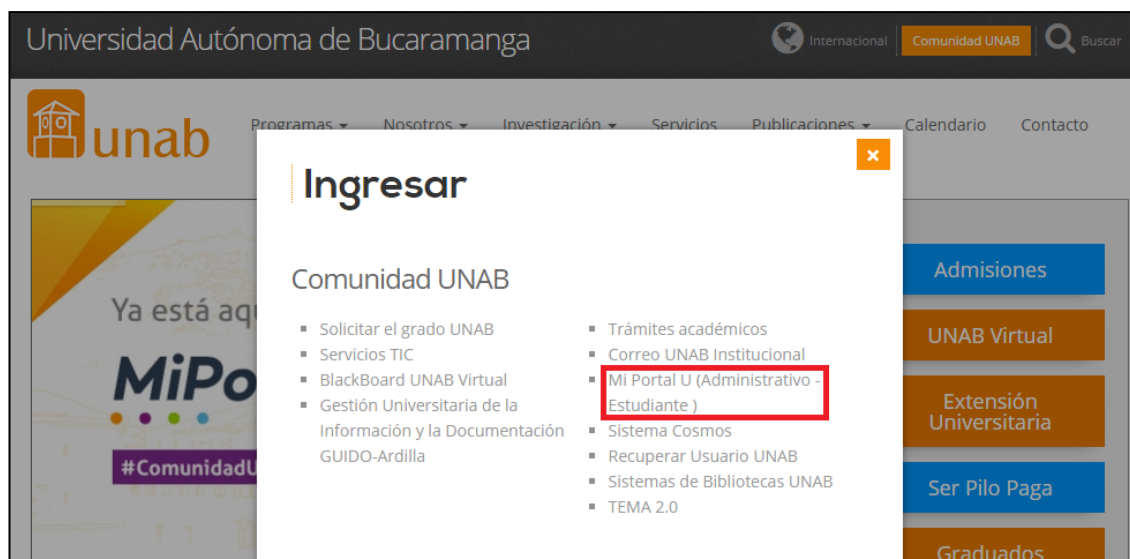 Universidad Autónoma de Bucaramanga
Internacional
Comunidad UNAB
Buscar
unab
Programas
Nosotros
Investigación
Servicios
Publicaciones
Calendario
Contacto
Ingresar
×
Comunidad UNAB
Solicitar el grado UNAB
Servicios TIC
BlackBoard UNAB Virtual
Gestión Universitaria de la
Información y la Documentación
GUIDO-Ardilla
Trámites académicos
Correo UNAB Institucional
Mi Portal U (Administrativo -
Estudiante )
Sistema Cosmos
Recuperar Usuario UNAB
Sistemas de Bibliotecas UNAB
TEMA 2.0
Ya está aq
MiPo
#ComunidadU
Admisiones
UNAB Virtual
Extensión
Universitaria
Ser Pilo Paga
Graduados